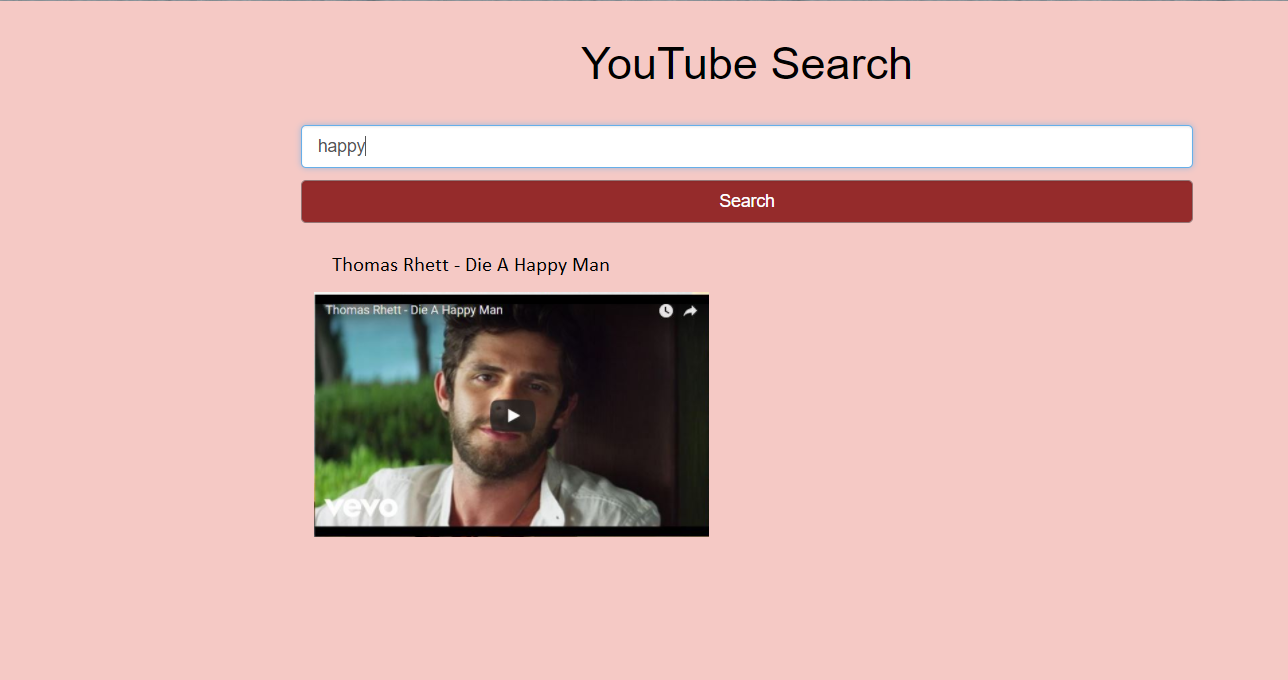 YouTube Search
happy
Search
Thomas Rhett - Die A Happy Man
Thomas Rhett - Die A Happy Man
vevo